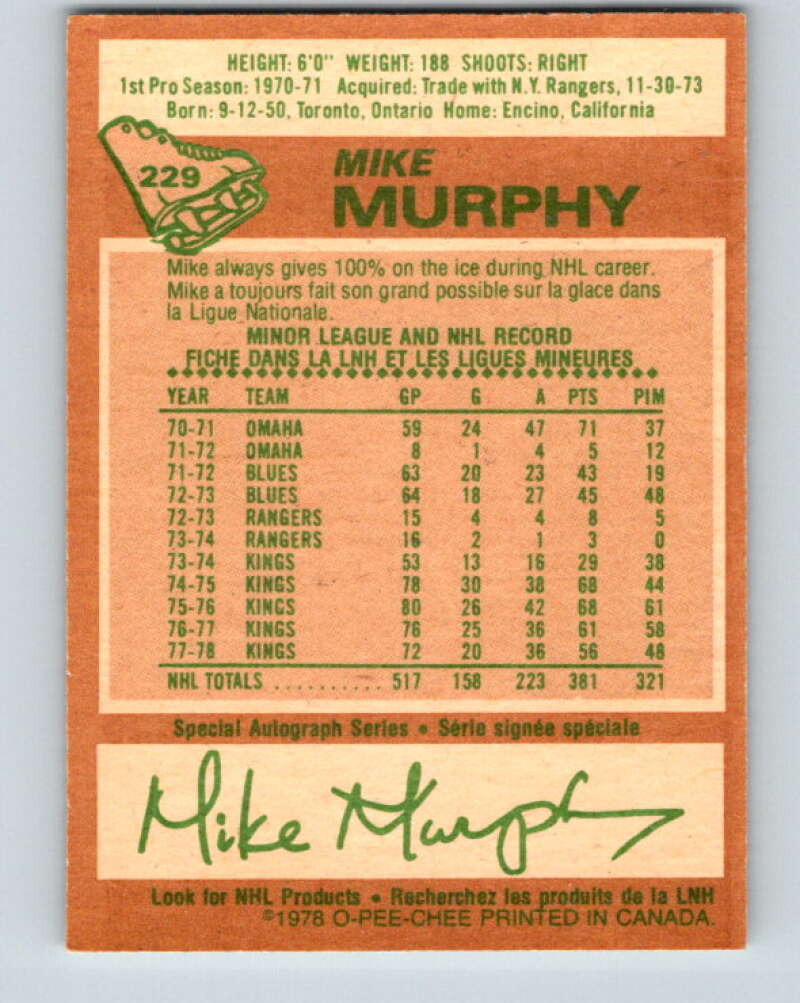 HEIGHT: 6'0" WEIGHT: 188 SHOOTS: RIGHT
1st Pro Season: 1970-71 Acquired: Trade with N.Y. Rangers, 11-30-73
Born: 9-12-50, Toronto, Ontario Home: Encino, California
229
MIKE
MURPHY
Mike always gives 100% on the ice during NHL career.
Mike a toujours fait son grand possible sur la glace dans
la Ligue Nationale.
MINOR LEAGUE AND NHL RECORD
FICHE DANS LA LNH ET LES LIGUES MINEURES
YEAR TEAM GP G A PTS PIM
70-71 OMAHA 59 24 47 71 37
71-72 OMAHA 8 1 4 5 12
71-72 BLUES 63 20 23 43 19
72-73 BLUES 64 18 27 45 48
72-73 RANGERS 15 4 4 8 5
73-74 RANGERS 16 2 1 3 0
73-74 KINGS 53 13 16 29 38
74-75 KINGS 78 30 38 68 44
75-76 KINGS 80 26 42 68 61
76-77 KINGS 76 25 36 61 58
77-78 KINGS 72 20 36 56 48
NHL TOTALS .......... 517 158 223 381 321
Special Autograph Series • Série signée spéciale
Mike Murphy
Look for NHL Products • Recherchez les produits de la LNH
©1978 O-PEE-CHEE PRINTED IN CANADA.